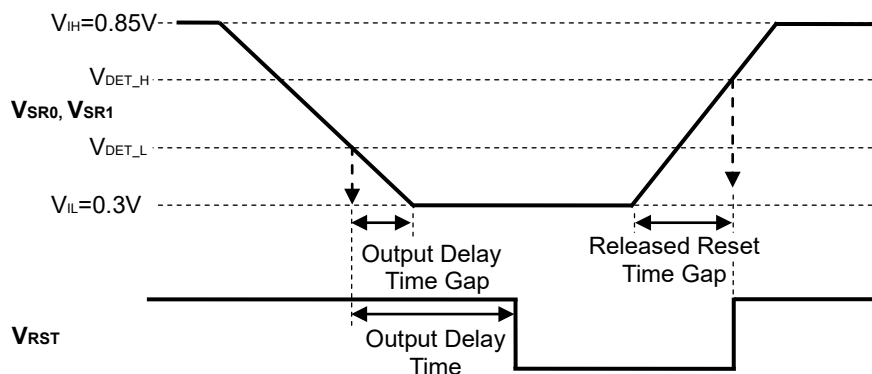 VIH=0.85V
VDET_H
VSR0, VSR1
VDET_L
VIL=0.3V
Output Delay
Time Gap
Released Reset
Time Gap
VRST
Output Delay
Time